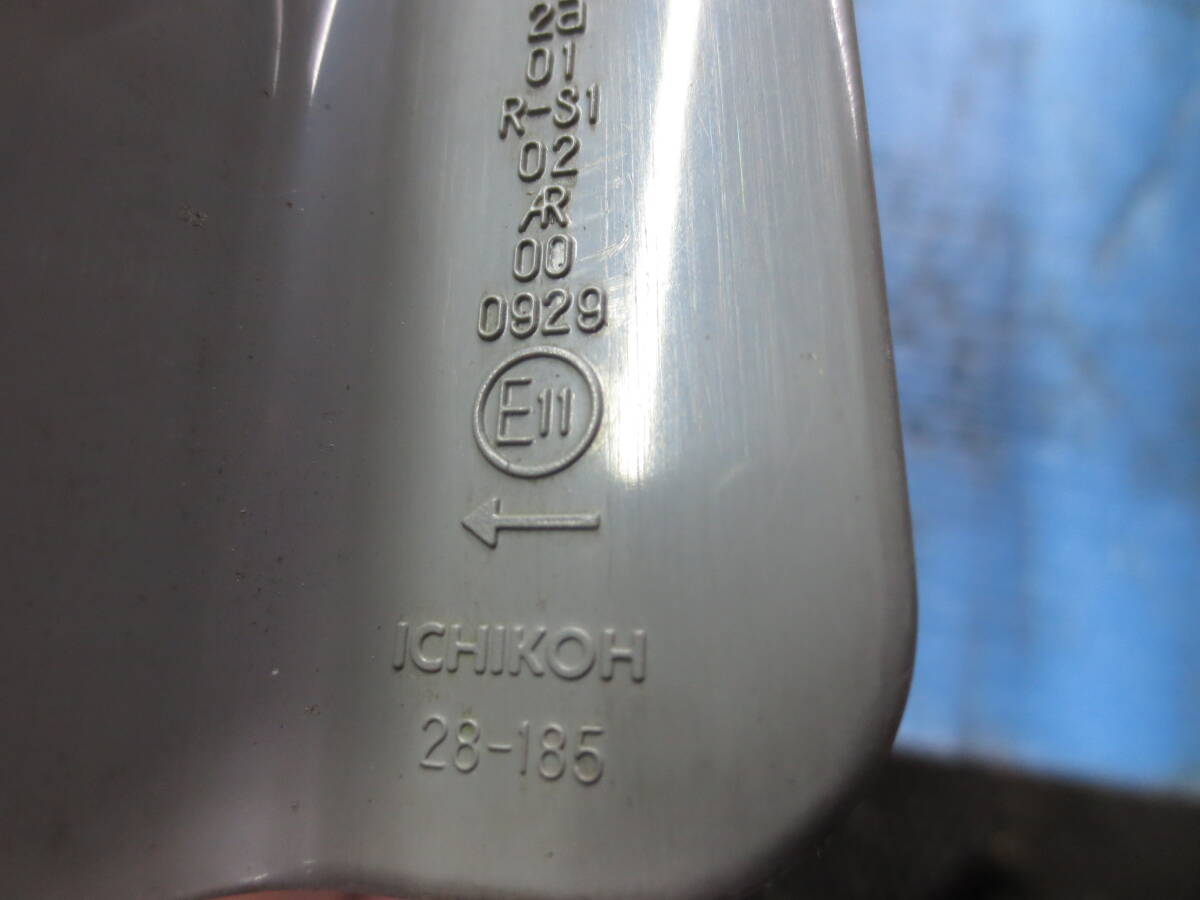 2a
01
R-S1
02
AR
00
0929
E11
←
ICHIKOH
28-185